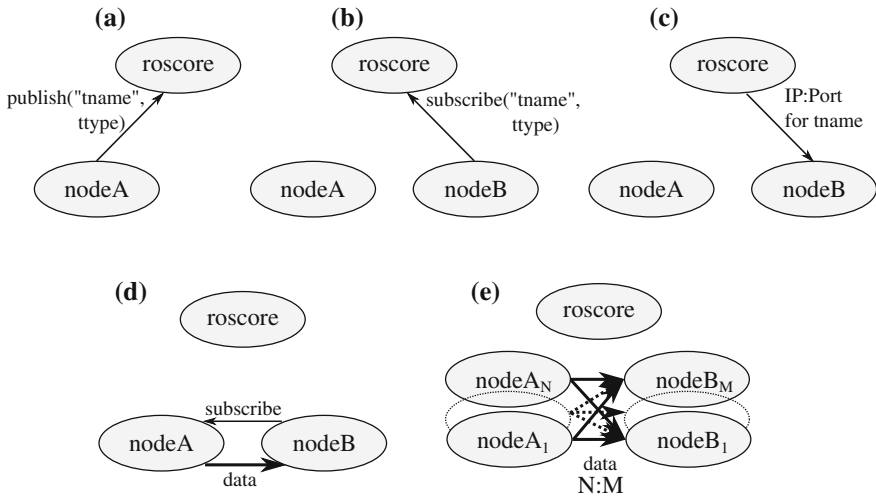 (a)
roscore
publish("tname",
ttype)
nodeA
(b)
roscore
subscribe("tname",
ttype)
nodeA
nodeB
(c)
roscore
IP:Port
for tname
nodeA
nodeB
(d)
roscore
subscribe
nodeA
nodeB
data
(e)
roscore
nodeA_N
nodeB_M
nodeA_1
nodeB_1
data
N:M